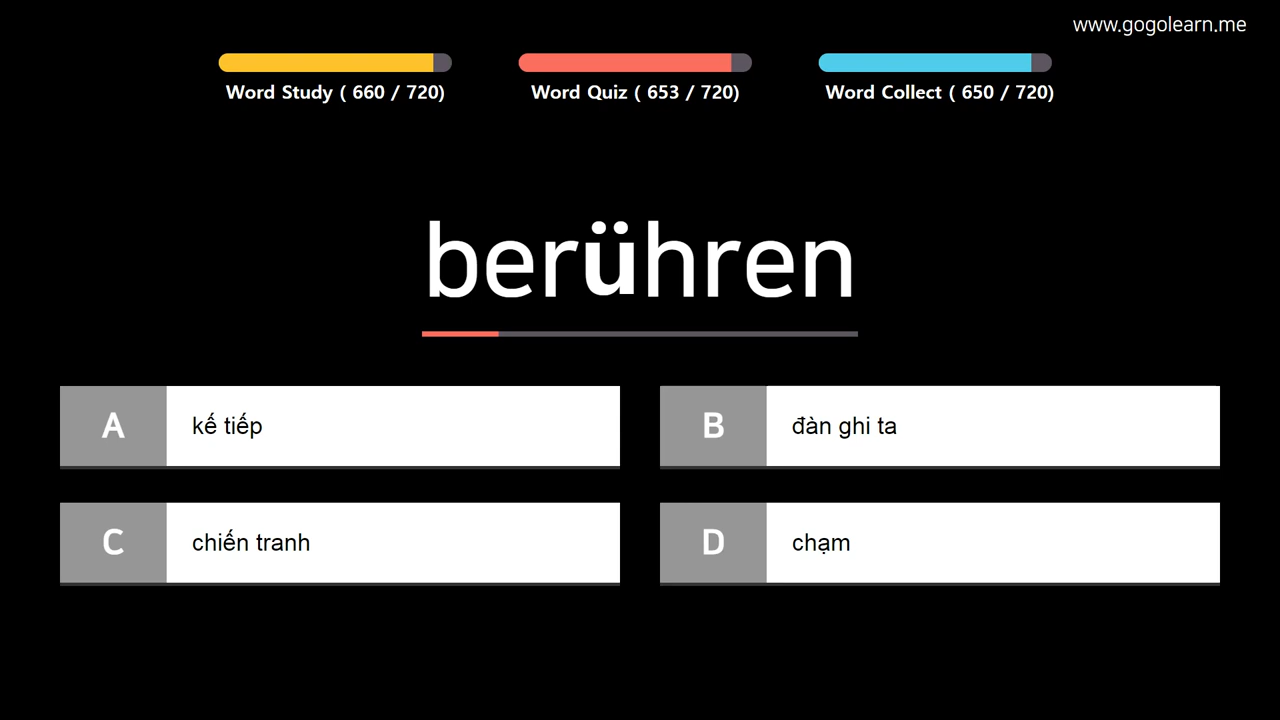 www.gogolearn.me
Word Study ( 660 / 720)
Word Quiz ( 653 / 720)
Word Collect ( 650 / 720)
berühren
A
kế tiếp
B
đàn ghi ta
C
chiến tranh
D
chạm